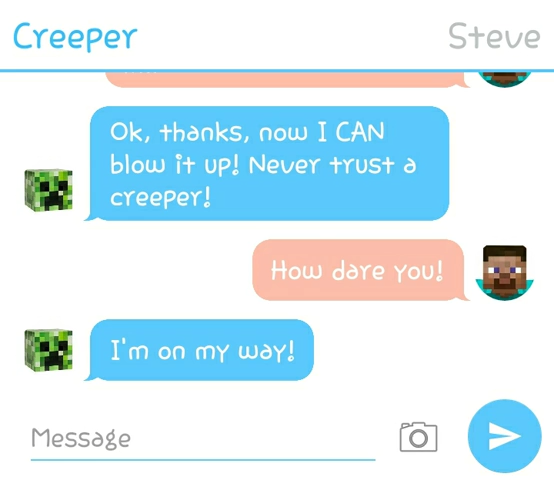 Creeper
Steve
Ok, thanks, now I CAN
blow it up! Never trust a
creeper!
How dare you!
I'm on my way!
Message